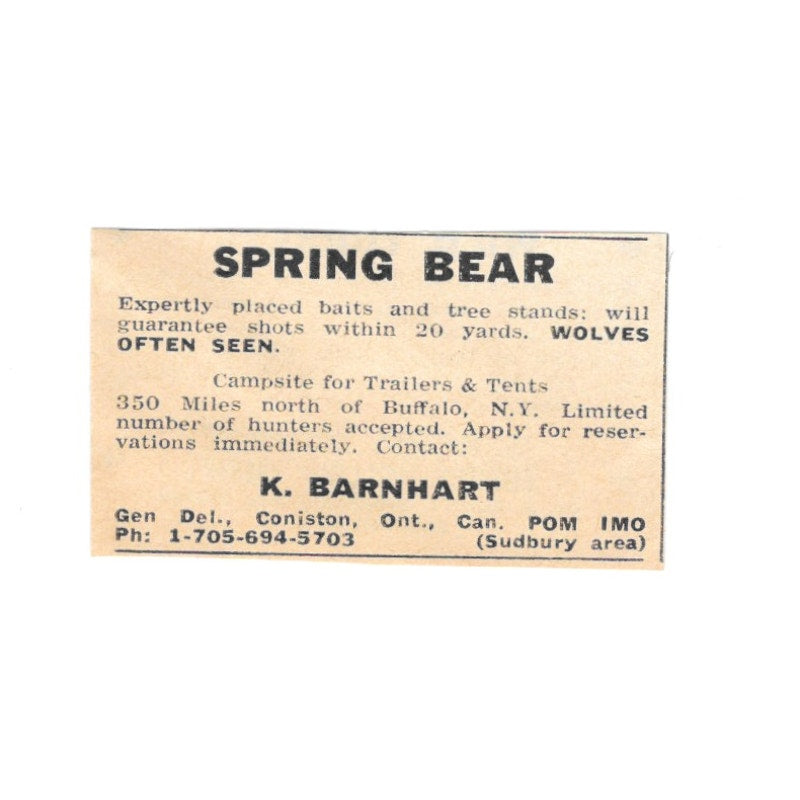 SPRING BEAR
Expertly placed baits and tree stands: will
guarantee shots within 20 yards. WOLVES
OFTEN SEEN.
Campsite for Trailers & Tents
350 Miles north of Buffalo, N.Y. Limited
number of hunters accepted. Apply for reser-
vations immediately. Contact:
K. BARNHART
Gen Del., Coniston, Ont., Can. POM IMO
Ph: 1-705-694-5703 (Sudbury area)